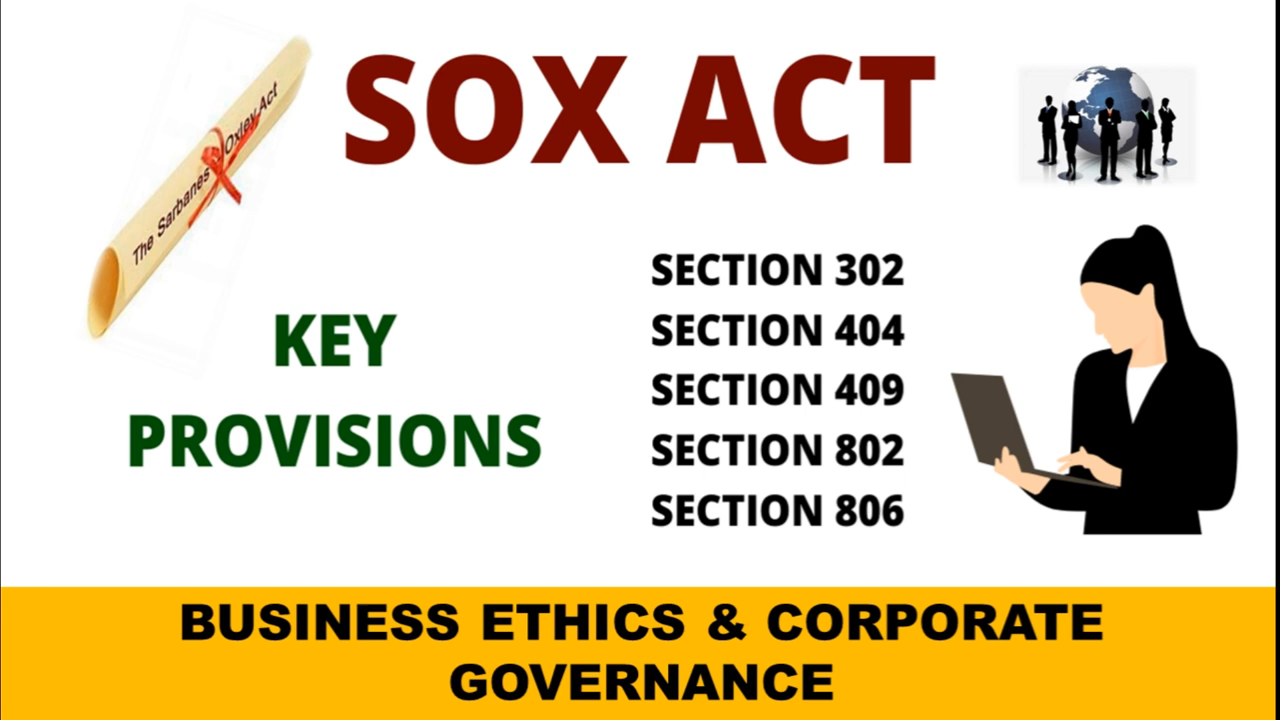 The Sarbanes Oxley Act
SOX ACT
KEY
PROVISIONS
SECTION 302
SECTION 404
SECTION 409
SECTION 802
SECTION 806
BUSINESS ETHICS & CORPORATE
GOVERNANCE